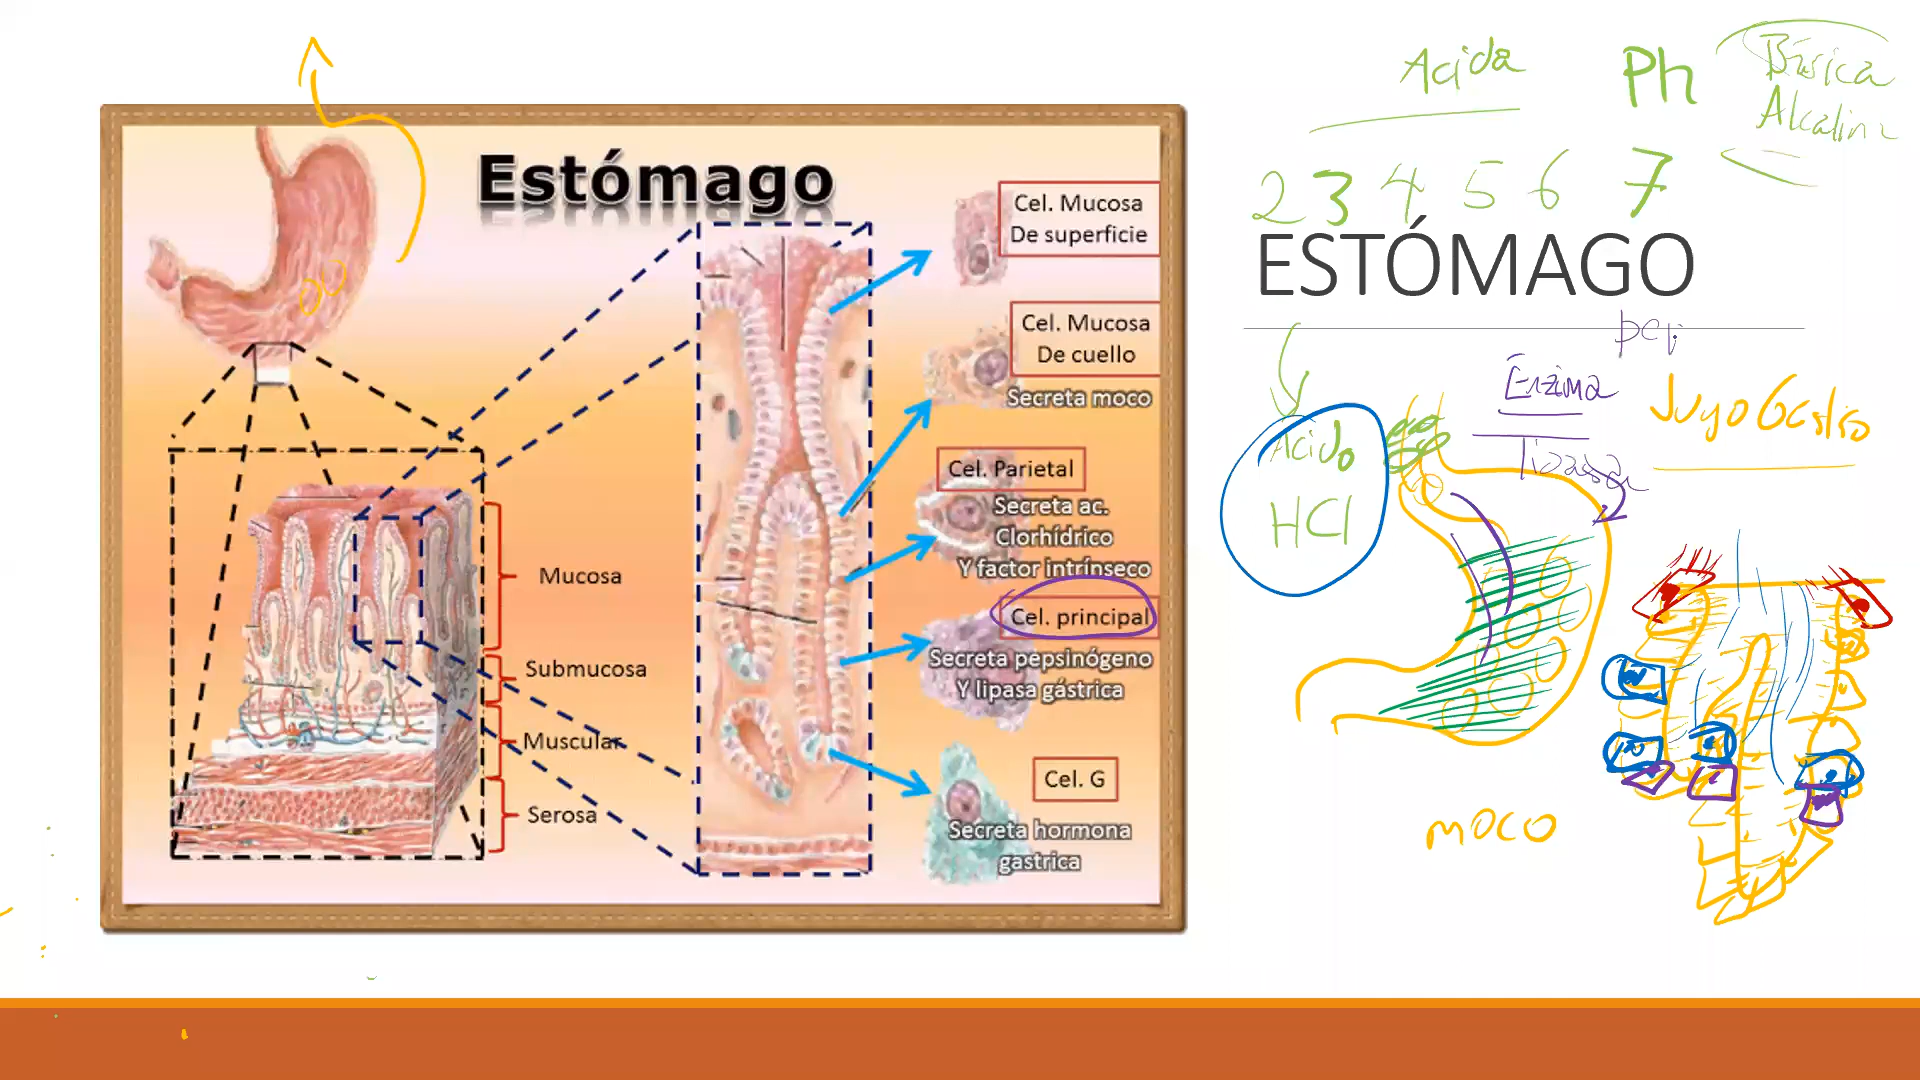 Estómago
Cel. Mucosa
De superficie
Cel. Mucosa
De cuello
Secreta moco
Cel. Parietal
Secreta ac.
Clorhídrico
Y factor intrínseco
Cel. principal
Secreta pepsinógeno
Y lipasa gástrica
Cel. G
Secreta hormona
gastrica
Mucosa
Submucosa
Muscular
Serosa
Acida
Ph
Básica
Alcalina
2 3 4 5 6 7
ESTÓMAGO
Enzima
Acido
HCl
moco